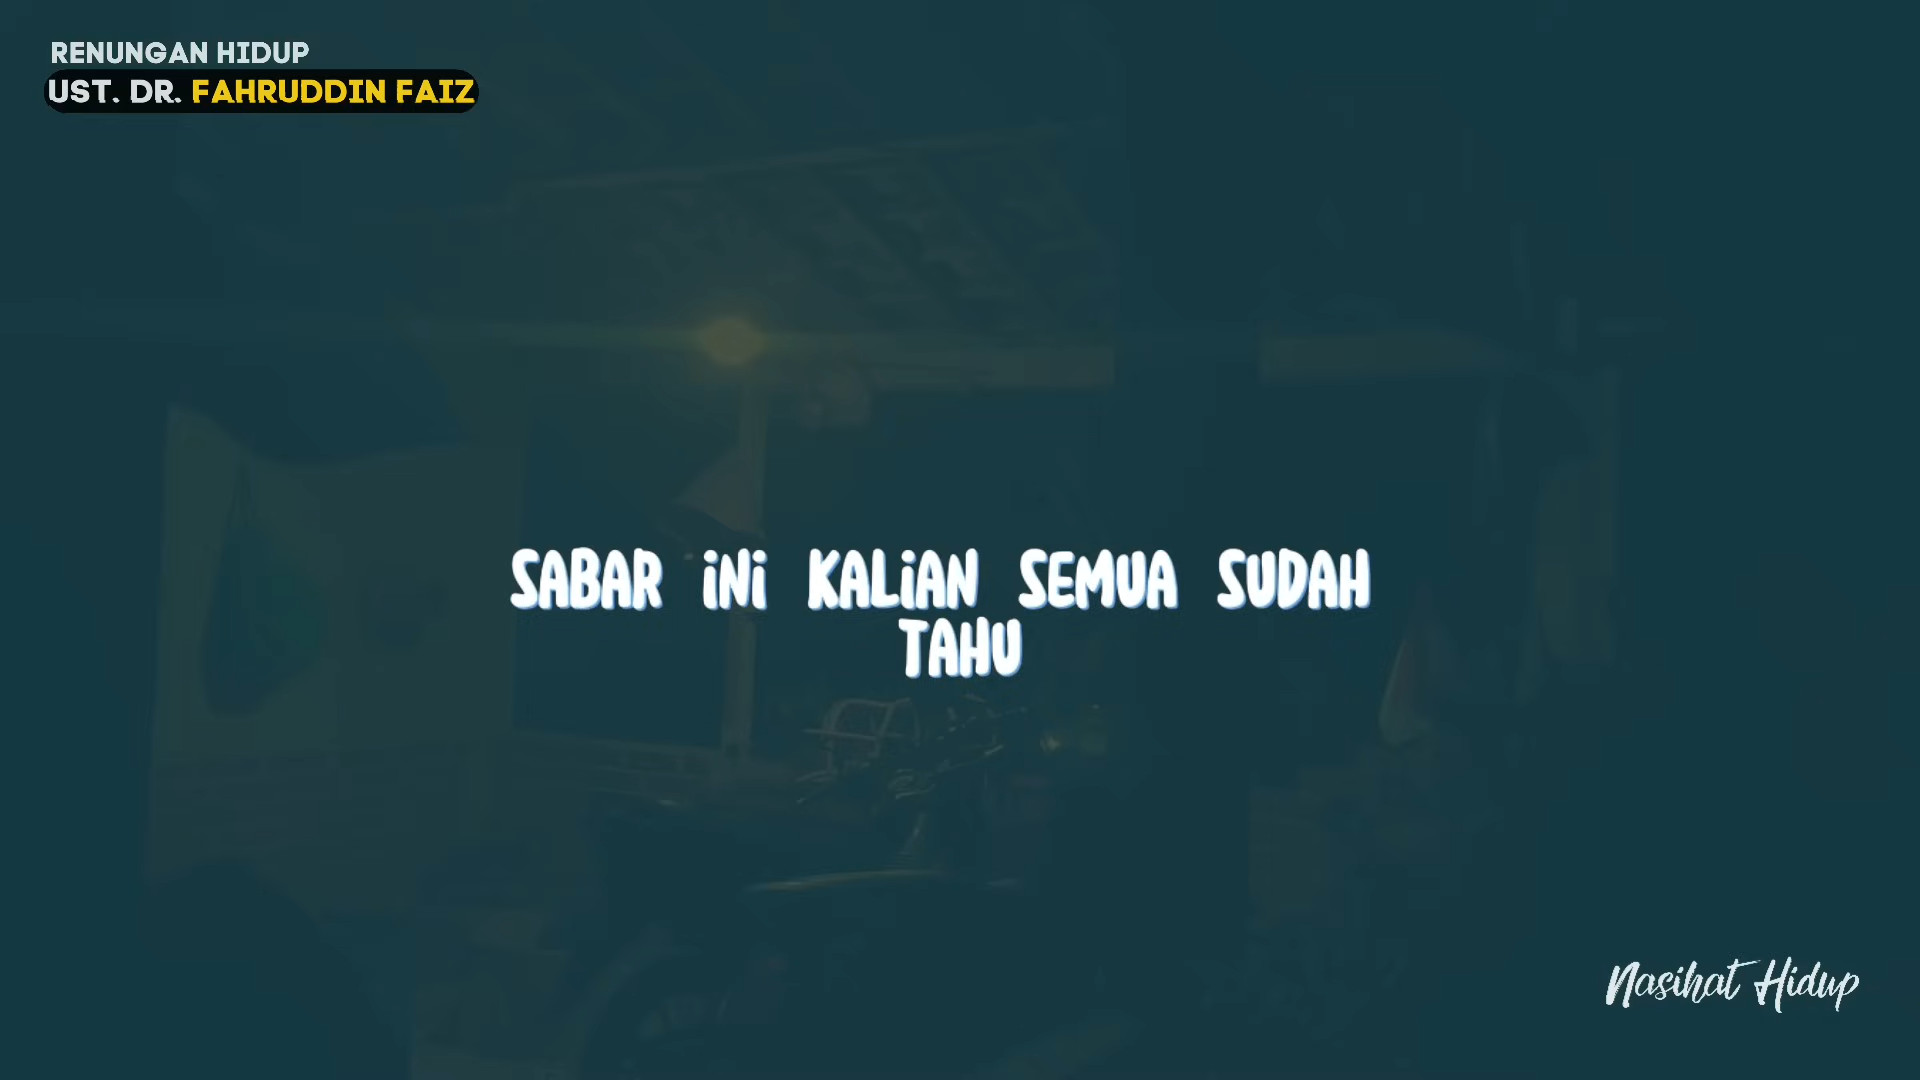 RENUNGAN HIDUP
UST. DR. FAHRUDDIN FAIZ
SABAR iNi KALiAN SEMUA SUDAH
TAHU
Nasihat Hidup